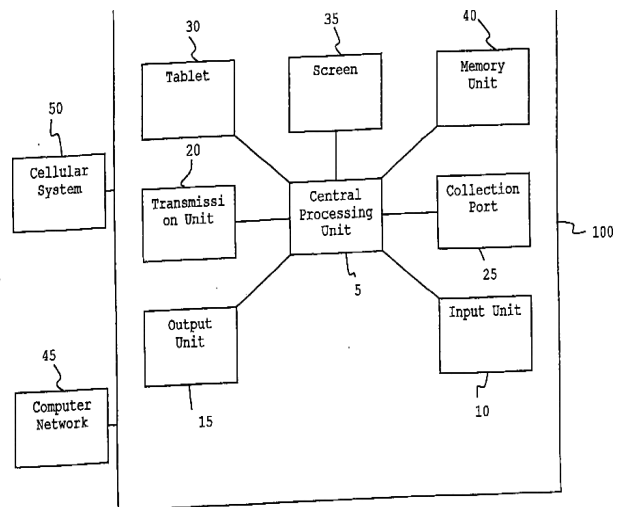 30
35
40
Tablet
Screen
Memory
Unit
50
20
Cellular
System
Transmissi
on Unit
Central
Processing
Unit
Collection
Port
100
5
25
Output
Unit
Input Unit
45
15
10
Computer
Network